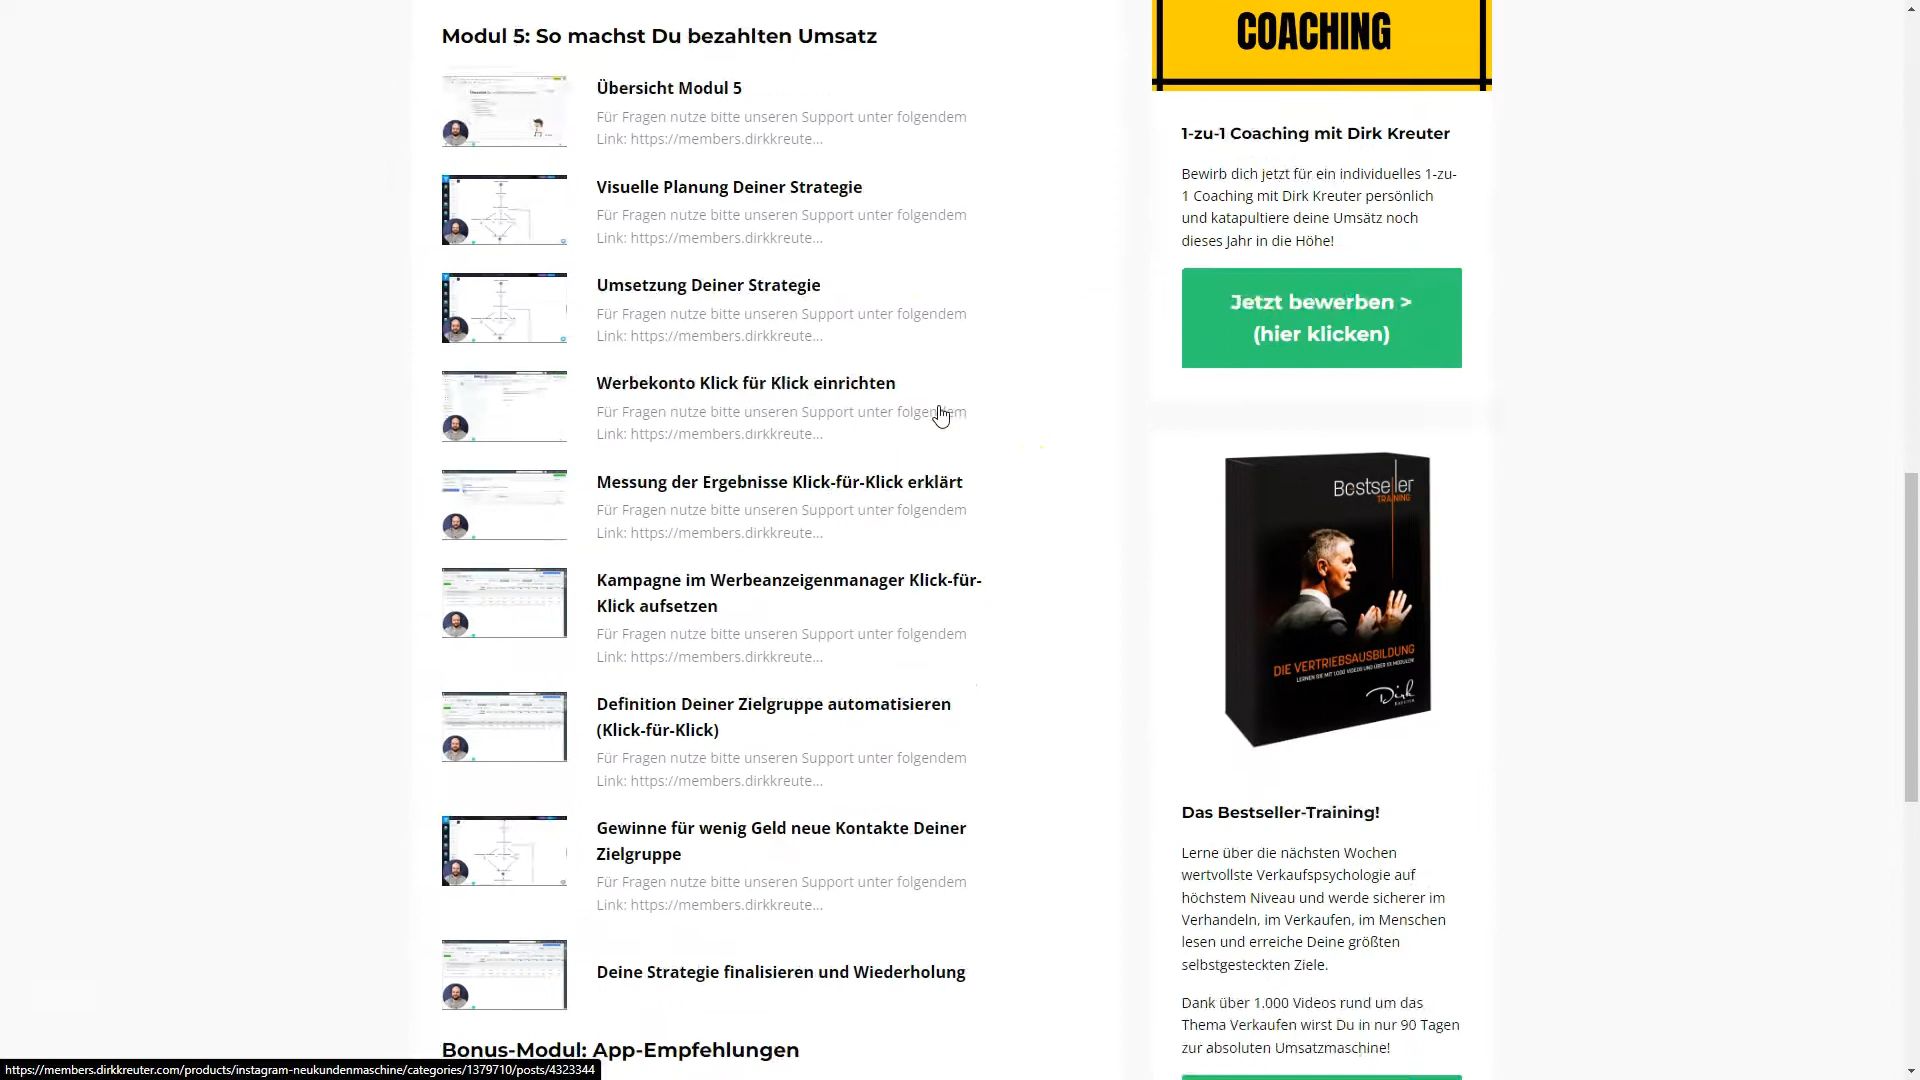 Modul 5: So machst Du bezahlten Umsatz
Übersicht Modul 5
Für Fragen nutze bitte unseren Support unter folgendem
Link: https://members.dirkkreute...
Visuelle Planung Deiner Strategie
Für Fragen nutze bitte unseren Support unter folgendem
Link: https://members.dirkkreute...
Umsetzung Deiner Strategie
Für Fragen nutze bitte unseren Support unter folgendem
Link: https://members.dirkkreute...
Werbekonto Klick für Klick einrichten
Für Fragen nutze bitte unseren Support unter folgendem
Link: https://members.dirkkreute...
Messung der Ergebnisse Klick-für-Klick erklärt
Für Fragen nutze bitte unseren Support unter folgendem
Link: https://members.dirkkreute...
Kampagne im Werbeanzeigenmanager Klick-für-
Klick aufsetzen
Für Fragen nutze bitte unseren Support unter folgendem
Link: https://members.dirkkreute...
Definition Deiner Zielgruppe automatisieren
(Klick-für-Klick)
Für Fragen nutze bitte unseren Support unter folgendem
Link: https://members.dirkkreute...
Gewinne für wenig Geld neue Kontakte Deiner
Zielgruppe
Für Fragen nutze bitte unseren Support unter folgendem
Link: https://members.dirkkreute...
Deine Strategie finalisieren und Wiederholung
Bonus-Modul: App-Empfehlungen
COACHING
1-zu-1 Coaching mit Dirk Kreuter
Bewirb dich jetzt für ein individuelles 1-zu-
1 Coaching mit Dirk Kreuter persönlich
und katapultiere deine Umsätz noch
dieses Jahr in die Höhe!
Jetzt bewerben >
(hier klicken)
Bestseller
TRAINING
DIE VERTRIEBSAUSBILDUNG
LERNEN SIE MIT 1.000 VIDEOS UND ÜBER
Dirk
Das Bestseller-Training!
Lerne über die nächsten Wochen
wertvollste Verkaufspsychologie auf
höchstem Niveau und werde sicherer im
Verhandeln, im Verkaufen, im Menschen
lesen und erreiche Deine größten
selbstgesteckten Ziele.
Dank über 1.000 Videos rund um das
Thema Verkaufen wirst Du in nur 90 Tagen
zur absoluten Umsatzmaschine!
https://members.dirkkreuter.com/products/instagram-neukundenmaschine/categories/1379710/posts/4323344